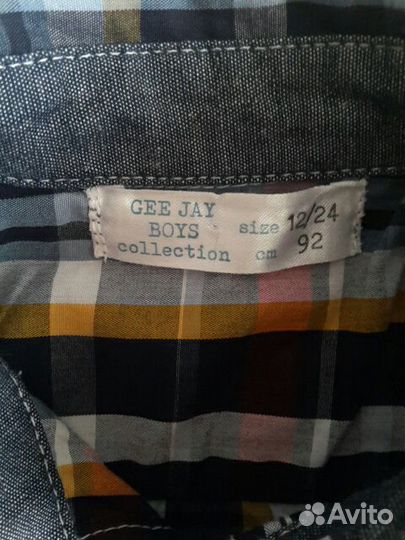 GEE JAY
BOYS
collection
size 12/24
cm 92
Avito